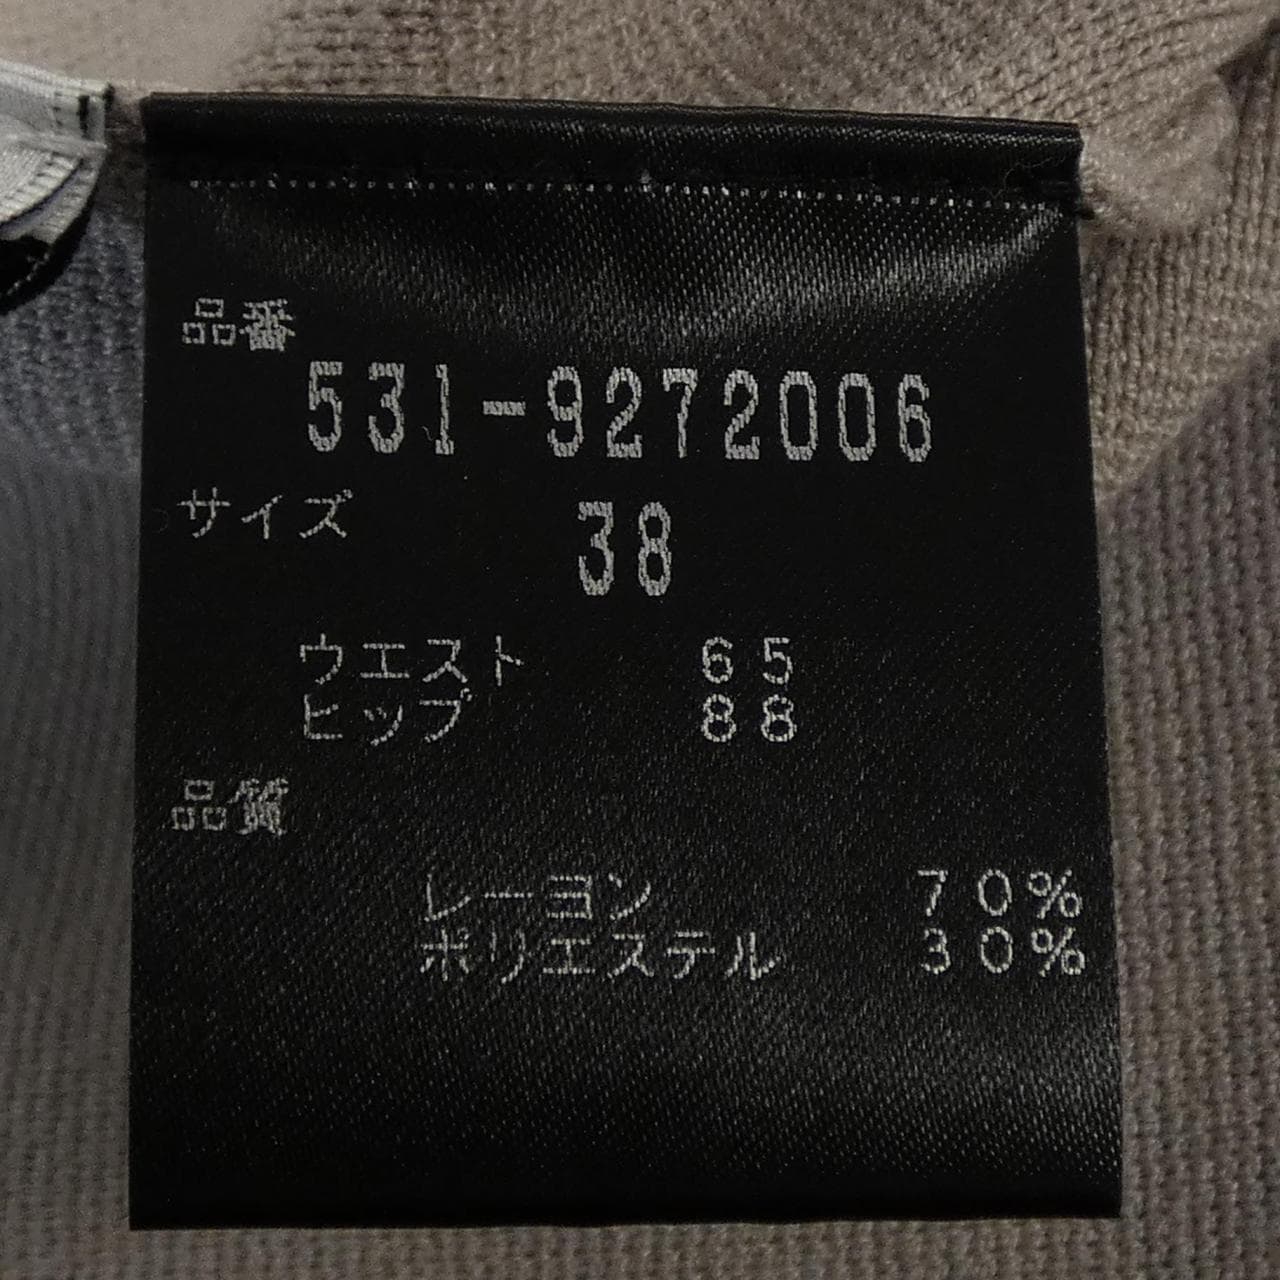 品番
531-9272006
サイズ 38
ウエスト 65
ヒップ 88
品質
レーヨン 70%
ポリエステル 30%